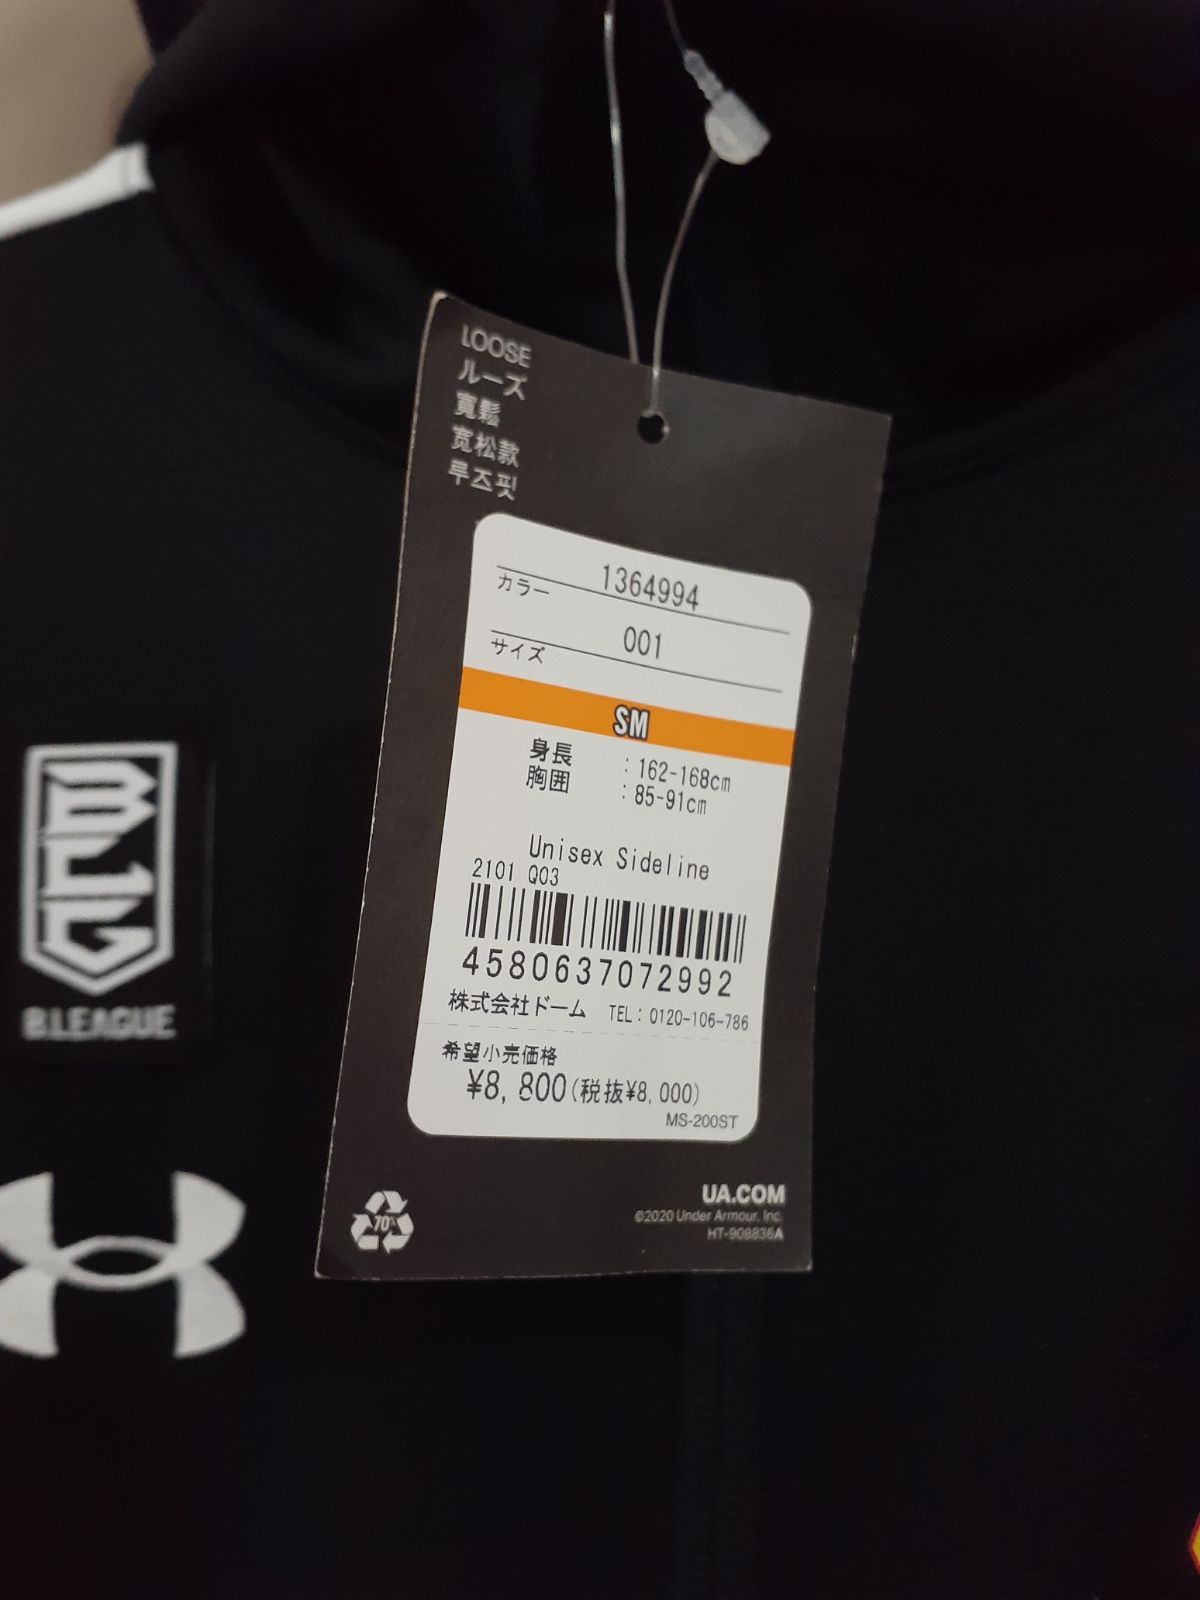 LOOSE
ルーズ
寬鬆
宽松款
루즈핏
1364994
カラー
001
サイズ
SM
身長 : 162-168cm
胸囲 : 85-91cm
Unisex Sideline
2101 Q03
4580637072992
株式会社ドーム TEL: 0120-106-786
希望小売価格
¥8,800(税抜¥8,000)
MS-200ST
70%
UA.COM
©2020 Under Armour, Inc.
HT-908836A
B.LEAGUE